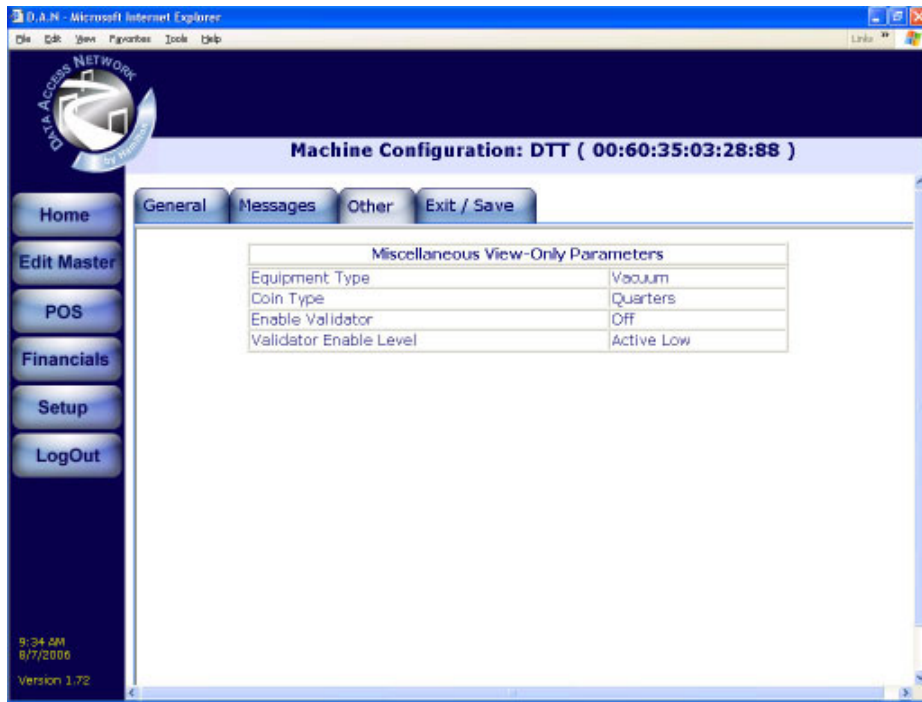 D.A.N - Microsoft Internet Explorer
File Edit View Favorites Tools Help
Links »
DATA ACCESS NETWORK
by Hamilton
Machine Configuration: DTT ( 00:60:35:03:28:88 )
General Messages Other Exit / Save
Home
Edit Master
POS
Financials
Setup
LogOut
Miscellaneous View-Only Parameters
Equipment Type Vacuum
Coin Type Quarters
Enable Validator Off
Validator Enable Level Active Low
9:34 AM
8/7/2006
Version 1.72